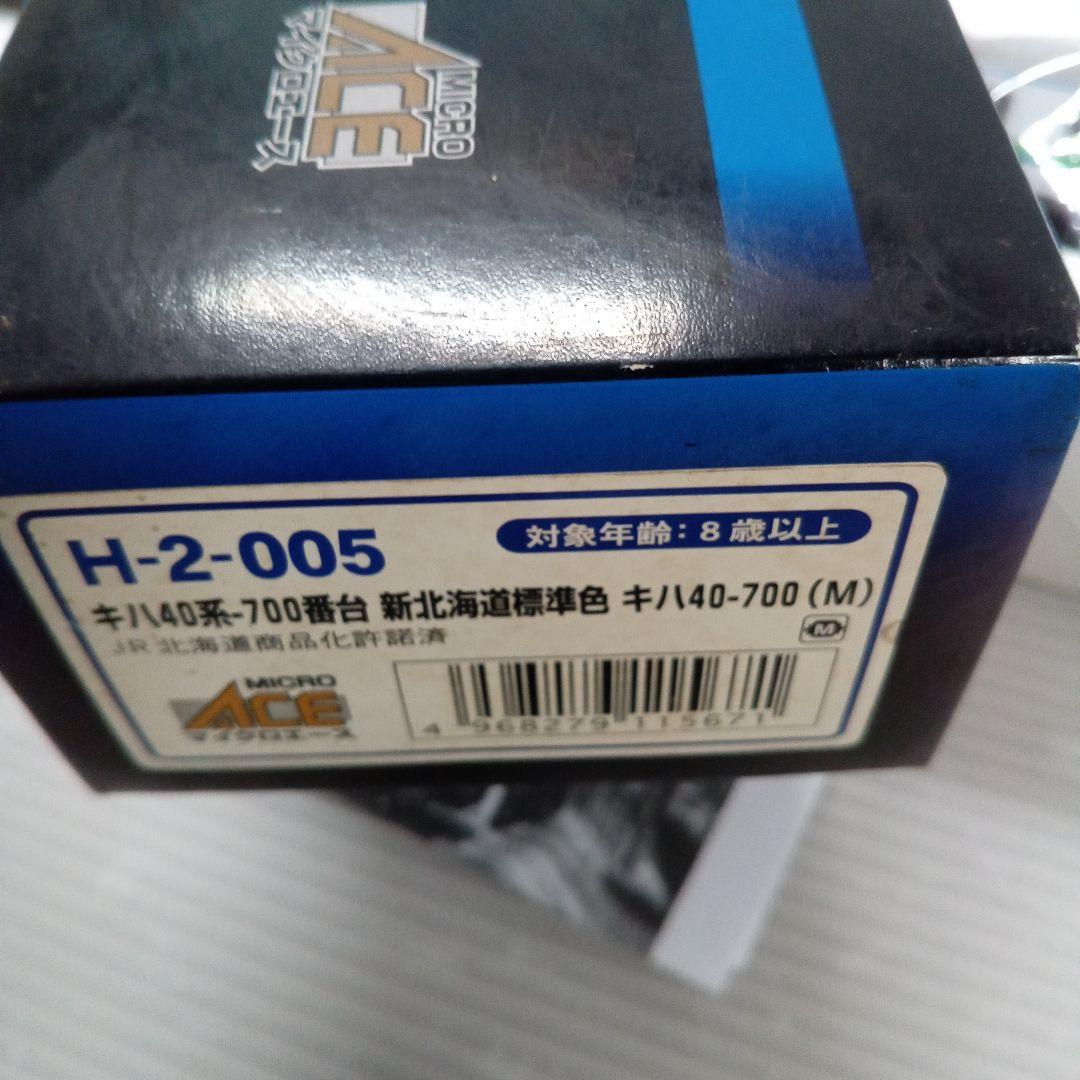 MICRO
ACE
マイクロエース
H-2-005
対象年齢:8歳以上
キハ40系-700番台 新北海道標準色 キハ40-700(M)
JR北海道商品化許諾済
M
MICRO
ACE
マイクロエース
4 968279 115671